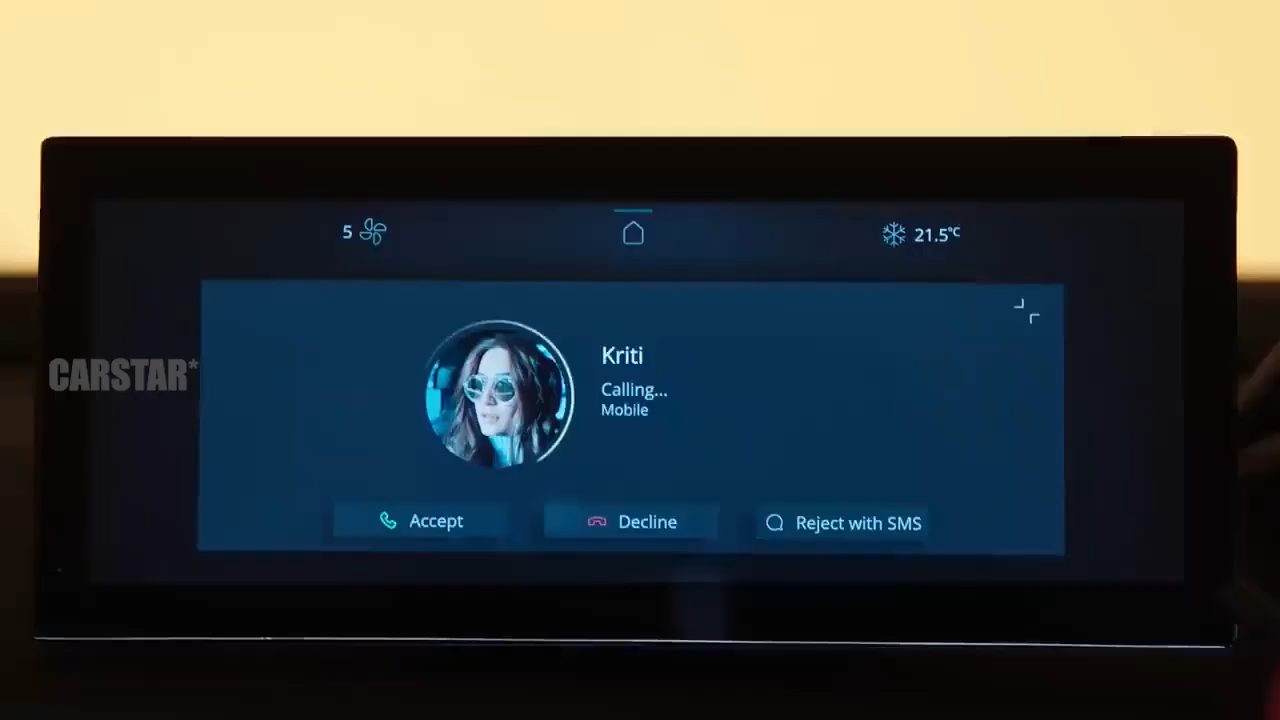 5
21.5°C
Kriti
Calling...
Mobile
CARSTAR*
Accept
Decline
Reject with SMS